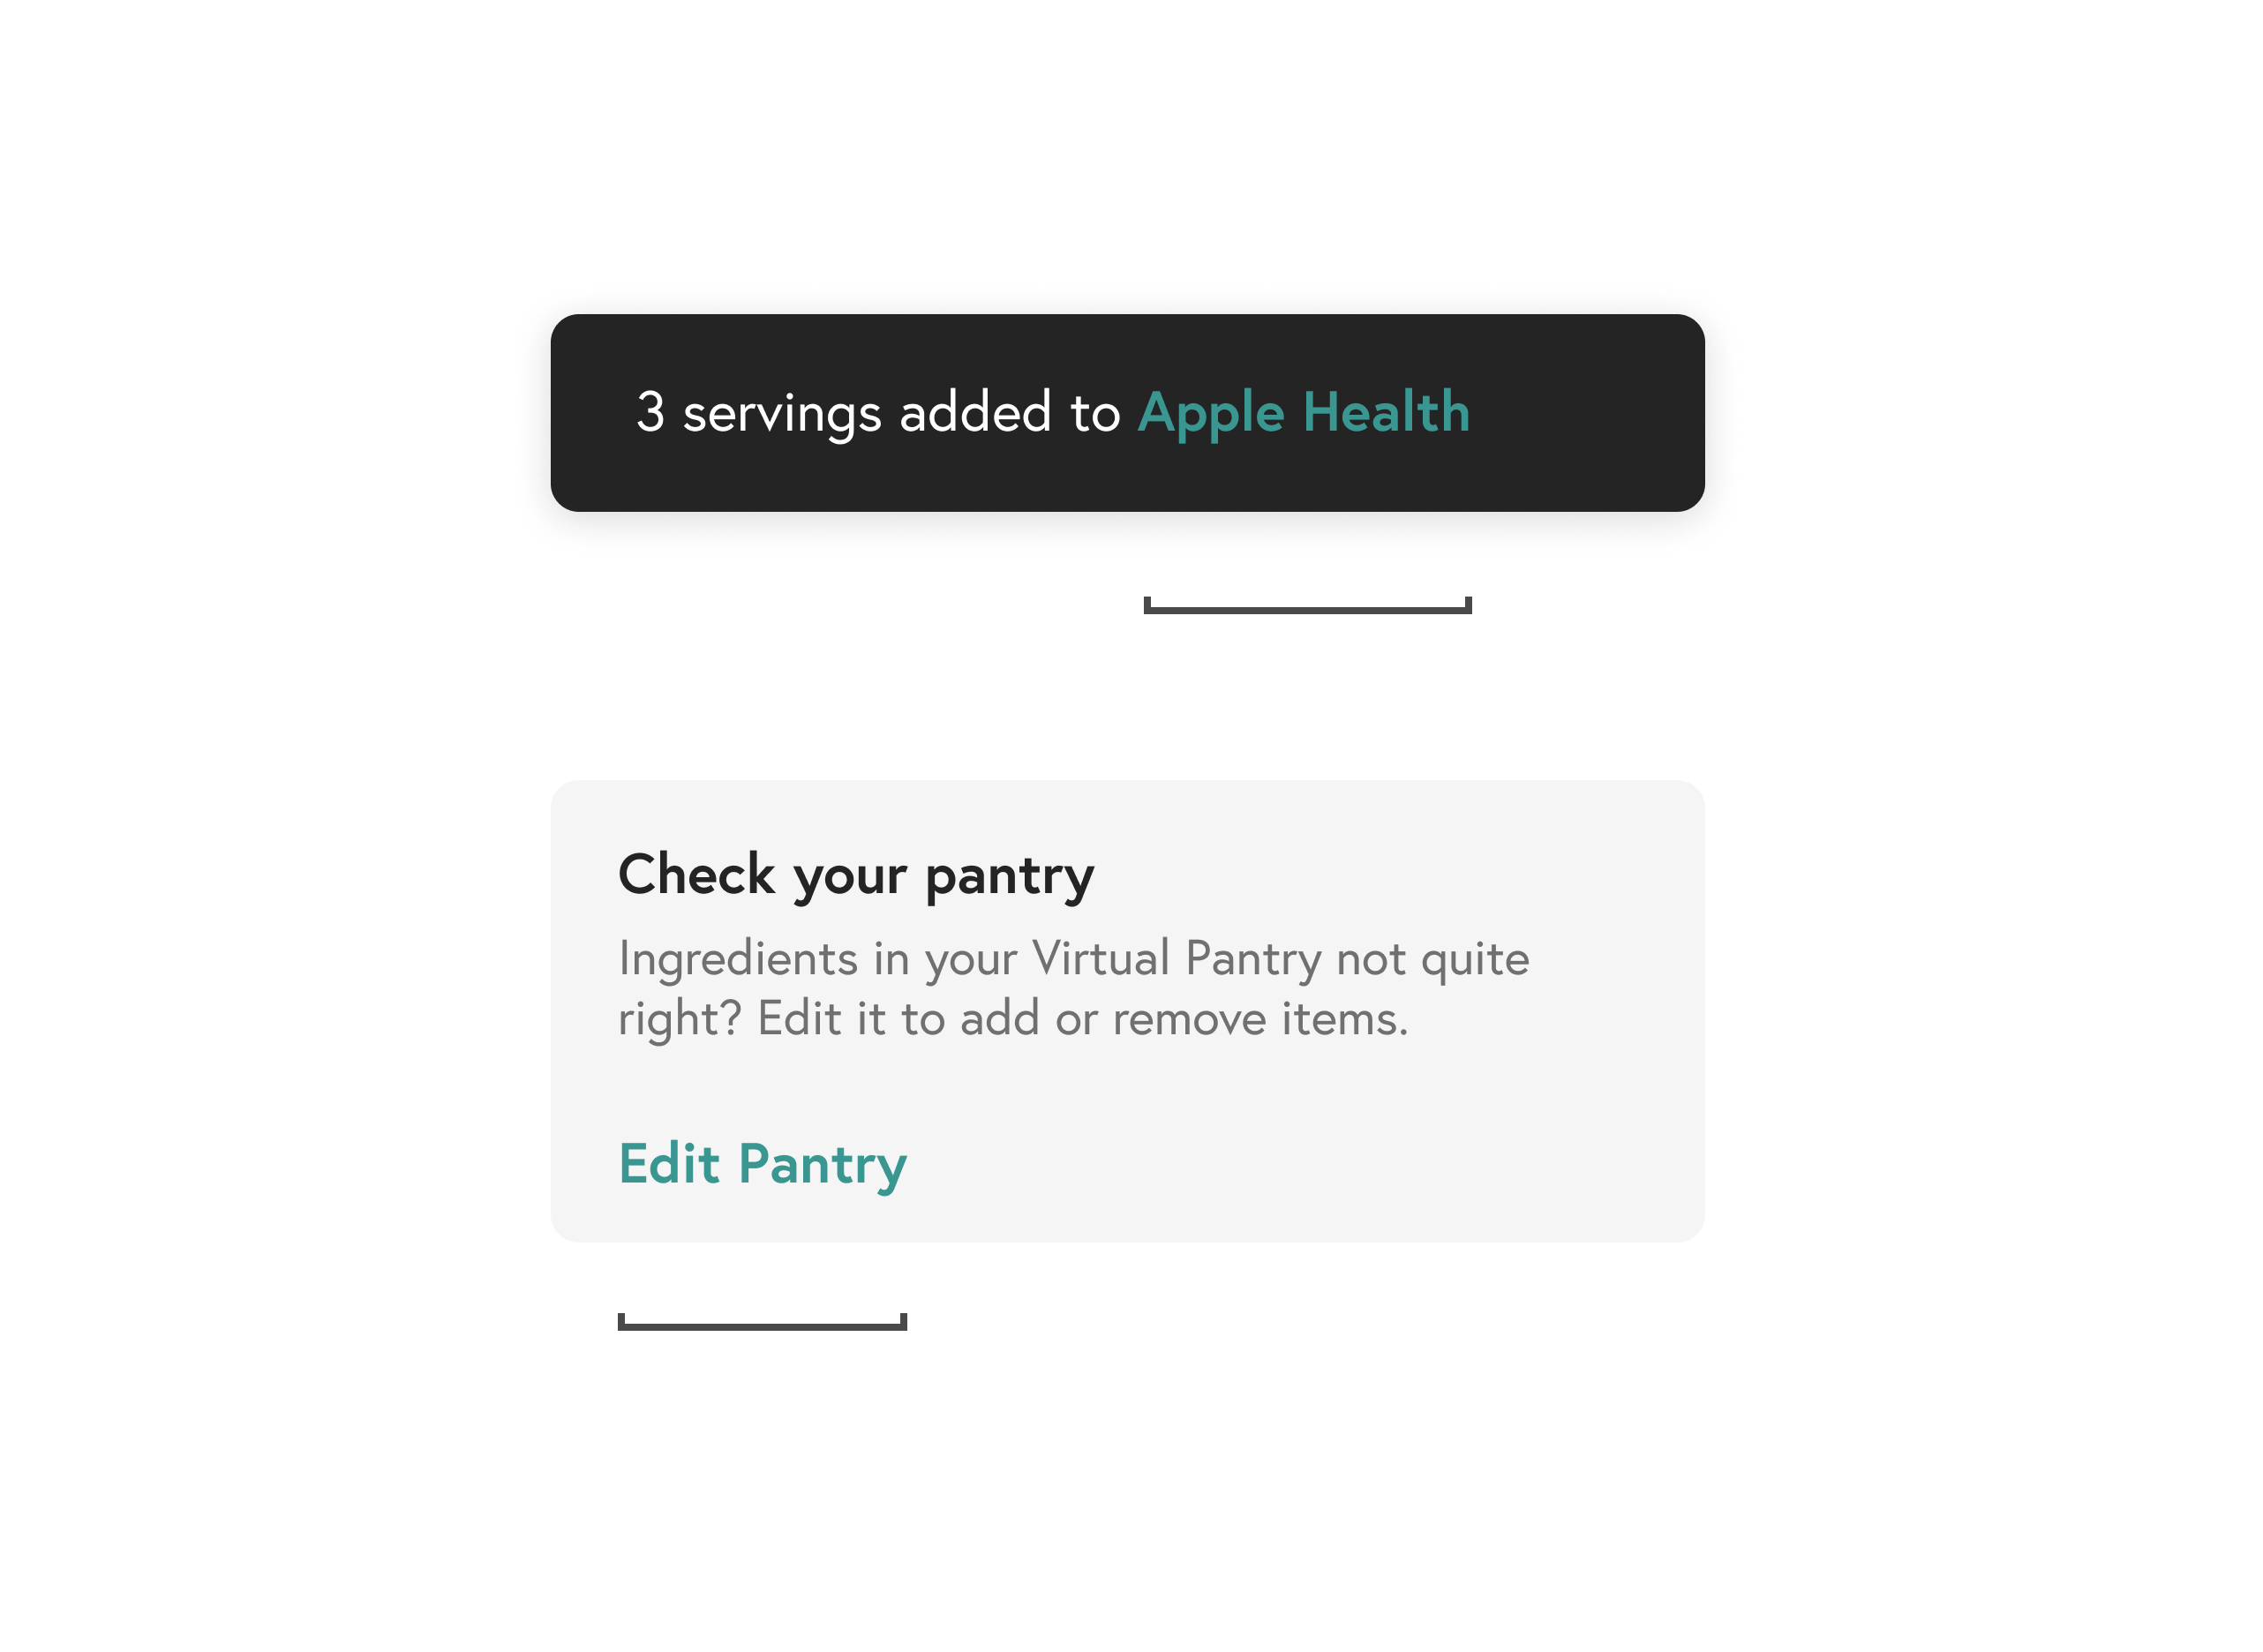 3 servings added to Apple Health
Check your pantry
Ingredients in your Virtual Pantry not quite
right? Edit it to add or remove items.
Edit Pantry